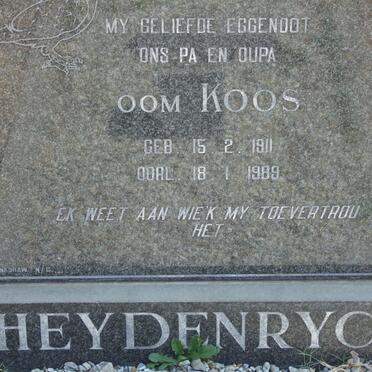 MY GELIEFDE EGGENOOT
ONS PA EN OUPA
OOM KOOS
GEB 15 2 1911
OORL 18 1 1989
EK WEET AAN WIE'K MY TOEVERTROU
HET
HEYDENRYC